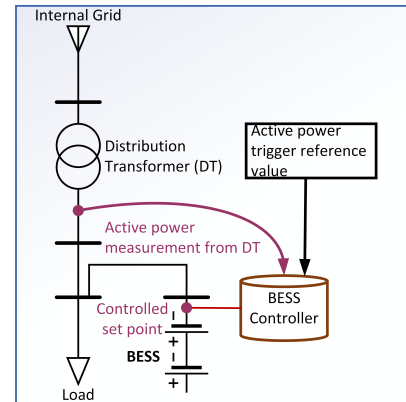 Internal Grid
Distribution
Transformer (DT)
Active power
trigger reference
value
Active power
measurement from DT
BESS
Controller
Controlled
set point
BESS
+
+
Load